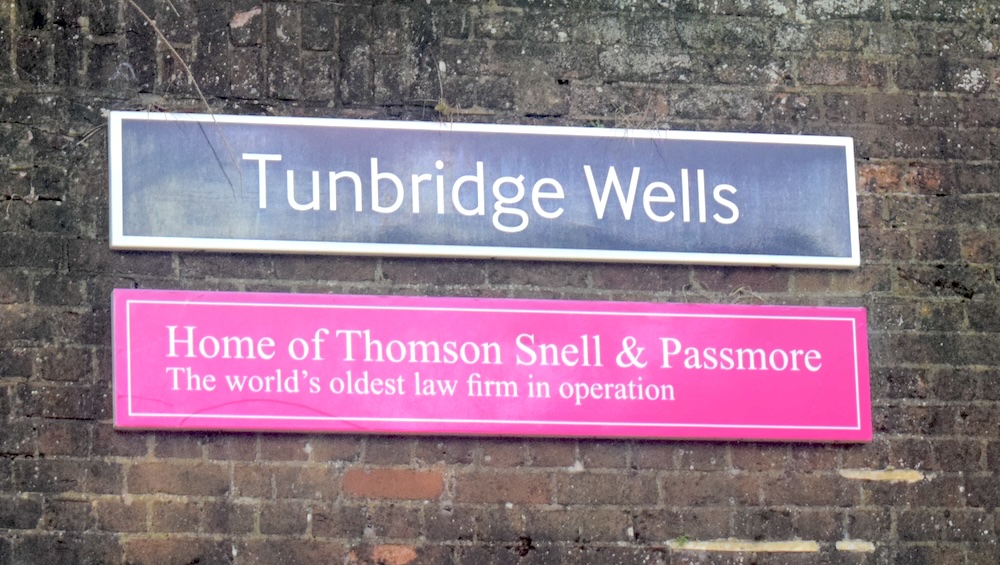 Tunbridge Wells
Home of Thomson Snell & Passmore
The world's oldest law firm in operation